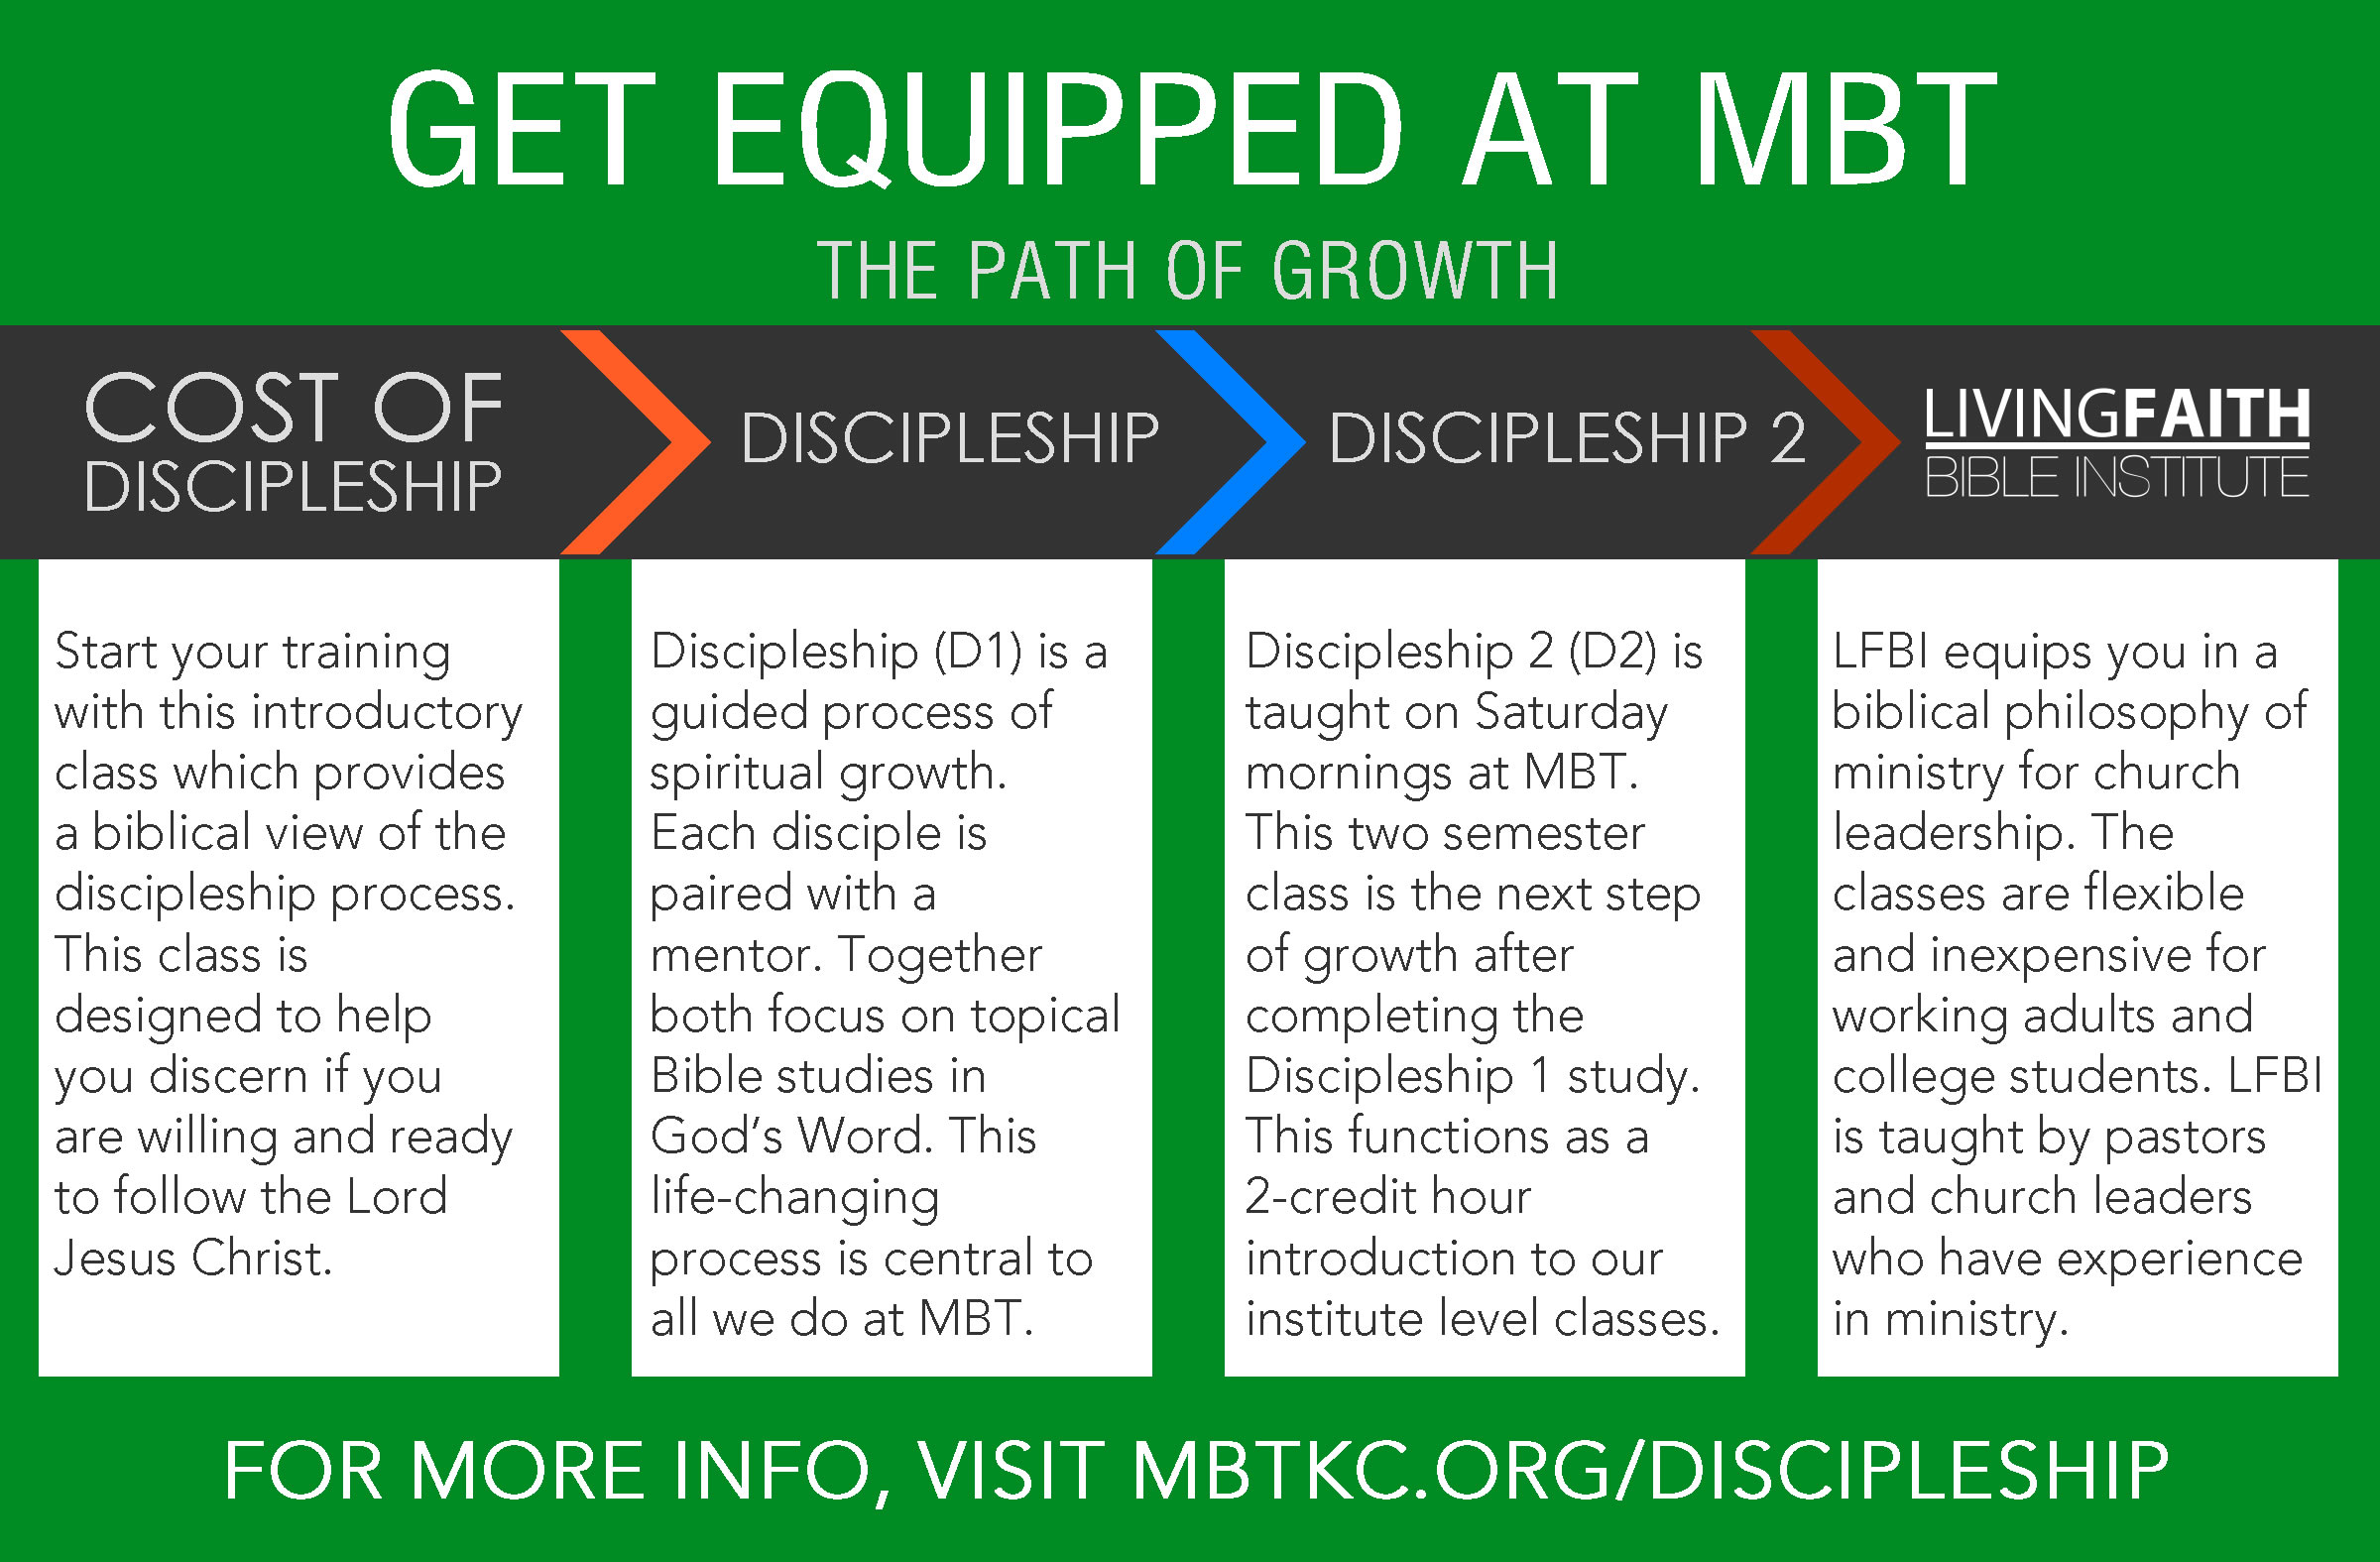 GET EQUIPPED AT MBT
THE PATH OF GROWTH
COST OF
DISCIPLESHIP
DISCIPLESHIP
DISCIPLESHIP 2
LIVINGFAITH
BIBLE INSTITUTE
Start your training
with this introductory
class which provides
a biblical view of the
discipleship process.
This class is
designed to help
you discern if you
are willing and ready
to follow the Lord
Jesus Christ.
Discipleship (D1) is a
guided process of
spiritual growth.
Each disciple is
paired with a
mentor. Together
both focus on topical
Bible studies in
God’s Word. This
life-changing
process is central to
all we do at MBT.
Discipleship 2 (D2) is
taught on Saturday
mornings at MBT.
This two semester
class is the next step
of growth after
completing the
Discipleship 1 study.
This functions as a
2-credit hour
introduction to our
institute level classes.
LFBI equips you in a
biblical philosophy of
ministry for church
leadership. The
classes are flexible
and inexpensive for
working adults and
college students. LFBI
is taught by pastors
and church leaders
who have experience
in ministry.
FOR MORE INFO, VISIT MBTKC.ORG/DISCIPLESHIP